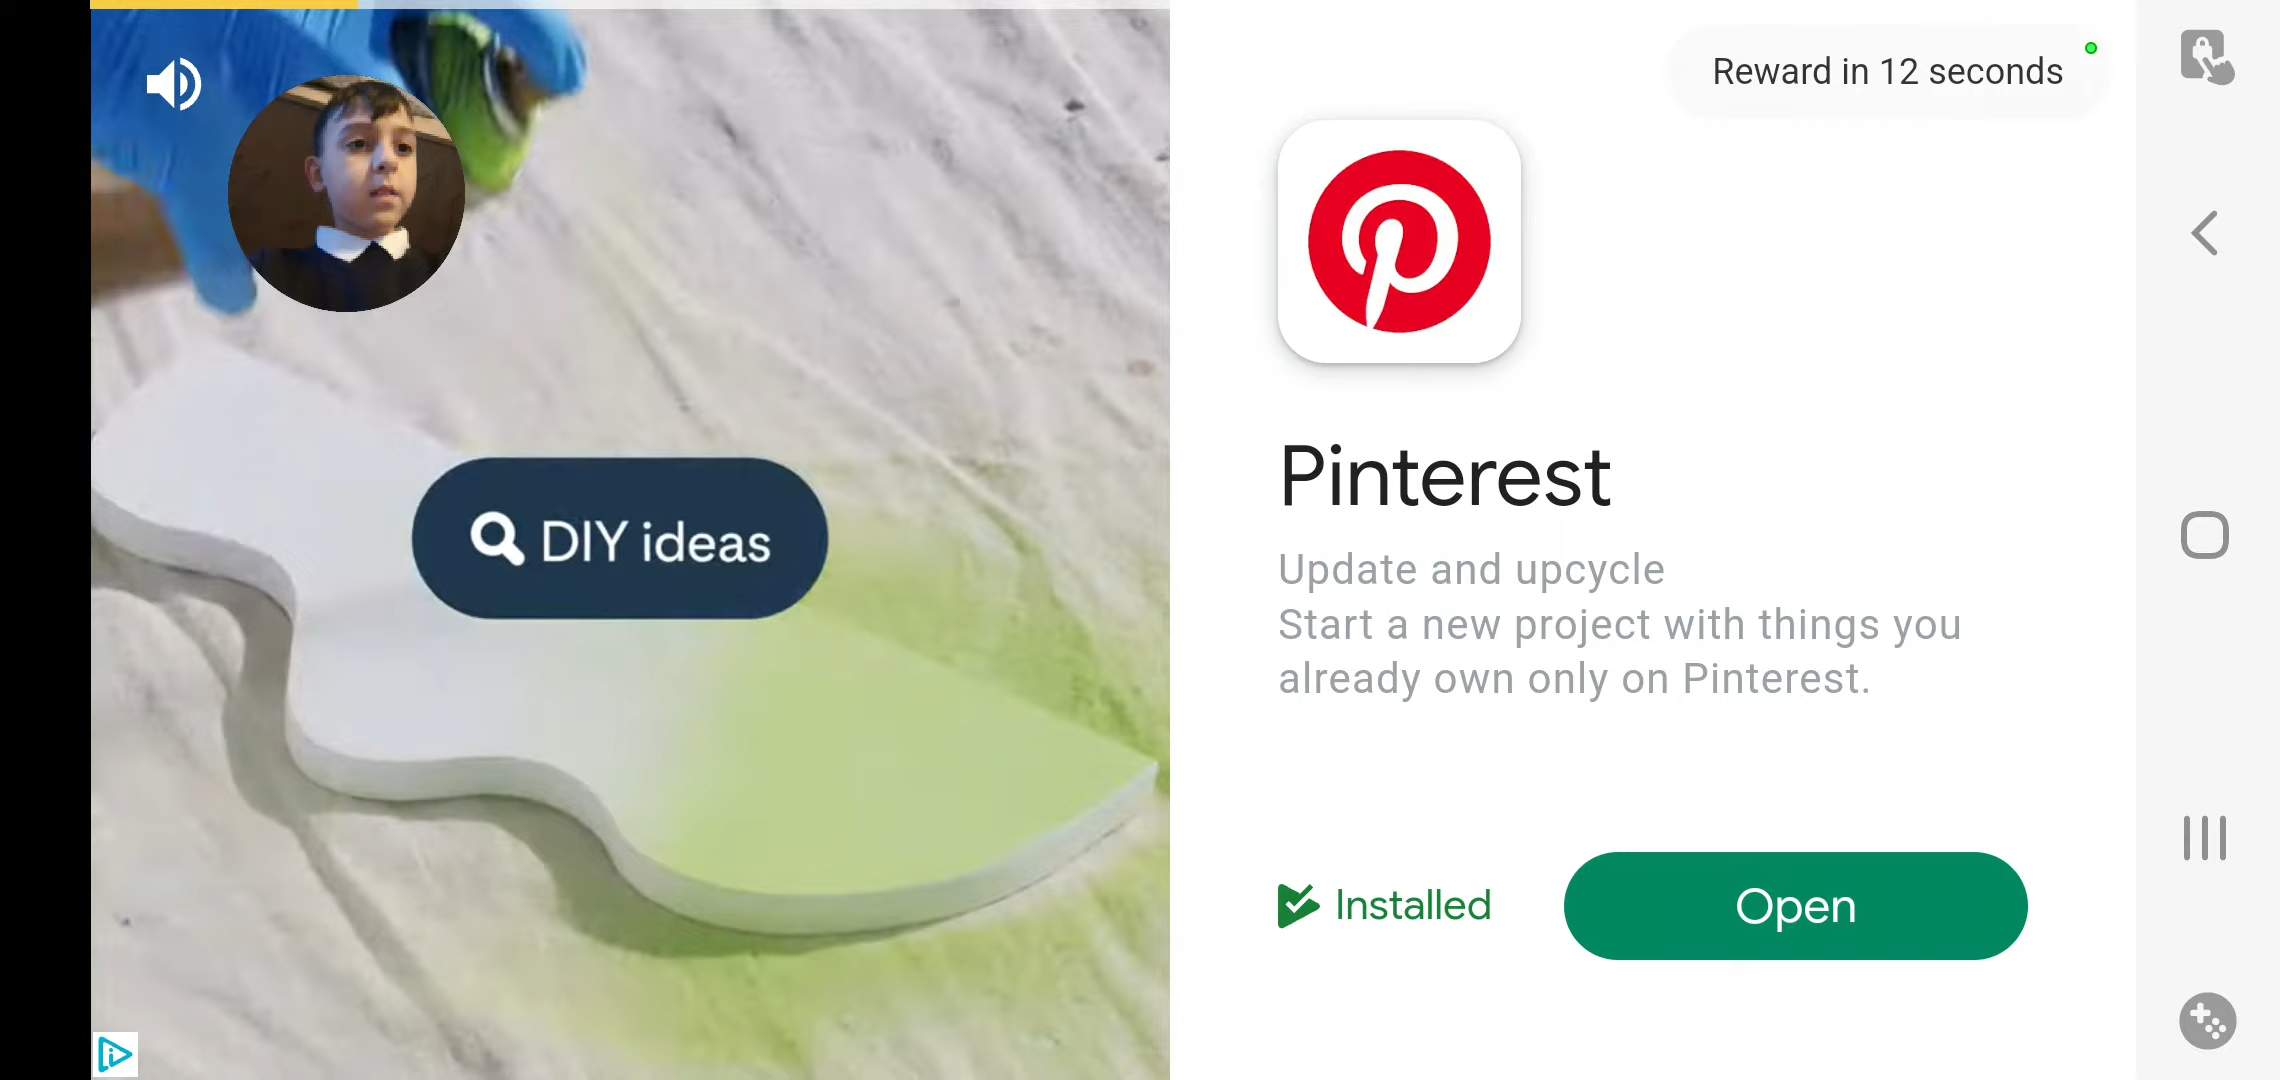 Reward in 12 seconds
DIY ideas
Pinterest
Update and upcycle
Start a new project with things you
already own only on Pinterest.
Installed
Open